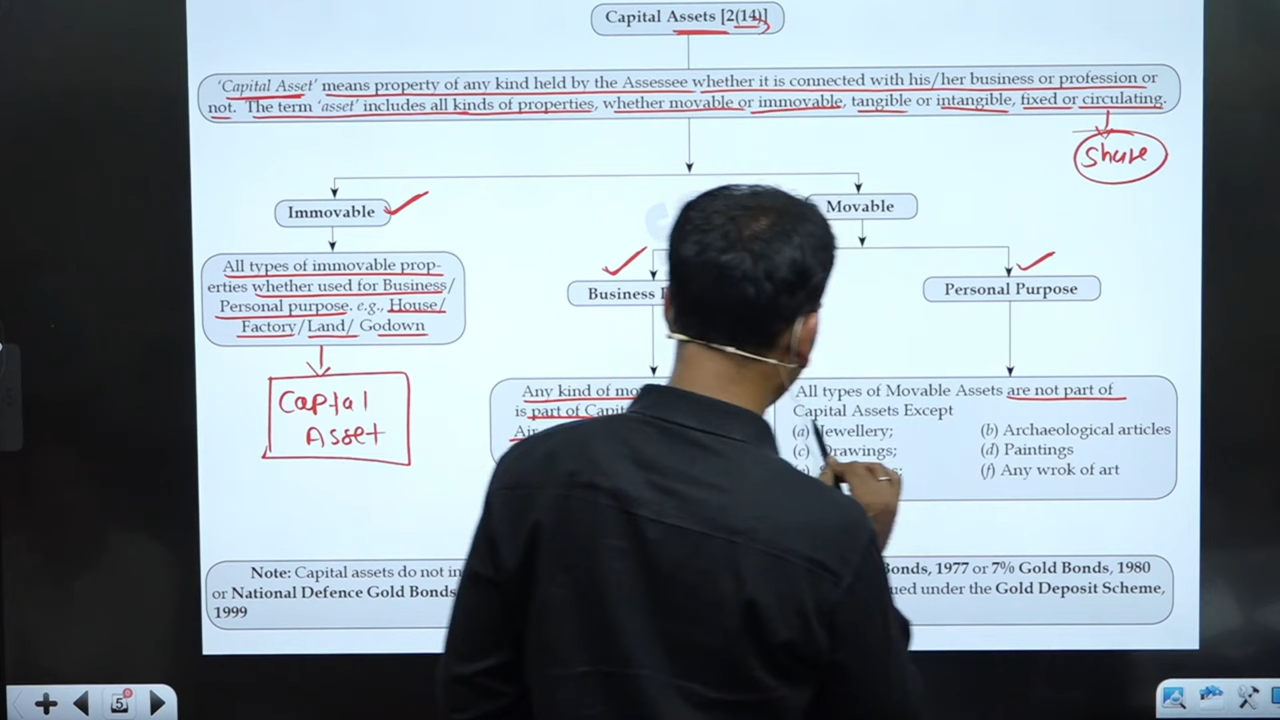 Capital Assets [2(14)]
'Capital Asset' means property of any kind held by the Assessee whether it is connected with his/her business or profession or
not. The term 'asset' includes all kinds of properties, whether movable or immovable, tangible or intangible, fixed or circulating.
Share
Immovable
Movable
All types of immovable prop-
erties whether used for Business/
Personal purpose. e.g., House/
Factory/Land/ Godown
Business
Personal Purpose
Capital
Asset
Any kind of
is part of
All types of Movable Assets are not part of
Capital Assets Except
(a) Jewellery;
(b) Archaeological articles
(c) Drawings;
(d) Paintings
(f) Any wrok of art
Note: Capital assets do not
Bonds, 1977 or 7% Gold Bonds, 1980
or National Defence Gold Bonds
under the Gold Deposit Scheme,
1999
5